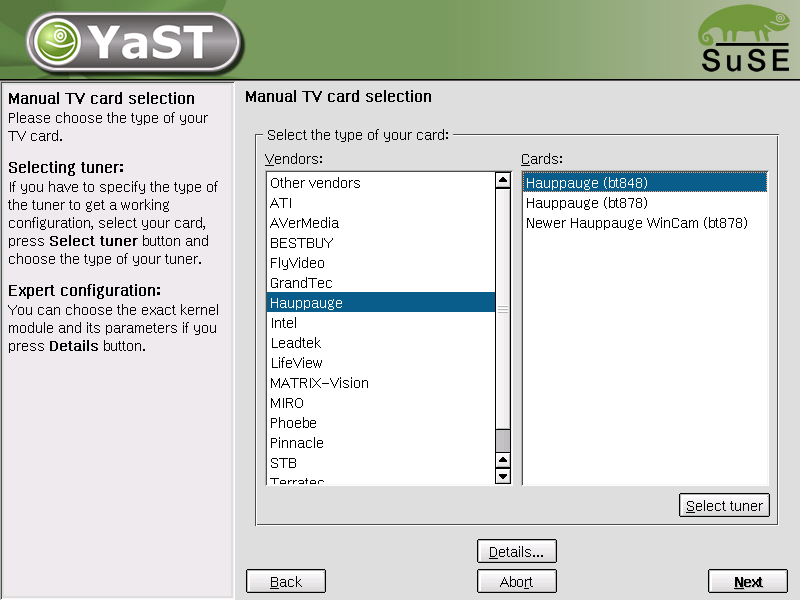 YaST
SuSE
Manual TV card selection
Please choose the type of your
TV card.
Selecting tuner:
If you have to specify the type of
the tuner to get a working
configuration, select your card,
press Select tuner button and
choose the type of your tuner.
Expert configuration:
You can choose the exact kernel
module and its parameters if you
press Details button.
Manual TV card selection
Select the type of your card:
Vendors:
Other vendors
ATI
AVerMedia
BESTBUY
FlyVideo
GrandTec
Hauppauge
Intel
Leadtek
LifeView
MATRIX-Vision
MIRO
Phoebe
Pinnacle
STB
Terratec
Cards:
Hauppauge (bt848)
Hauppauge (bt878)
Newer Hauppauge WinCam (bt878)
Select tuner
Details...
Back
Abort
Next